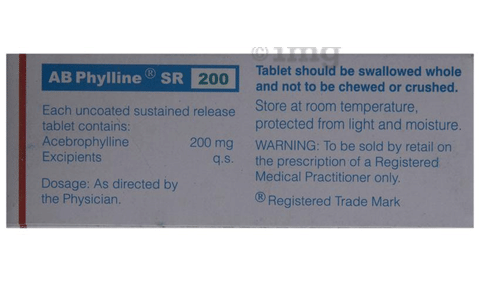 ©1mg
AB Phylline® SR 200
Each uncoated sustained release
tablet contains:
Acebrophylline 200 mg
Excipients q.s.
Dosage: As directed by
the Physician.
Tablet should be swallowed whole
and not to be chewed or crushed.
Store at room temperature,
protected from light and moisture.
WARNING: To be sold by retail on
the prescription of a Registered
Medical Practitioner only.
® Registered Trade Mark